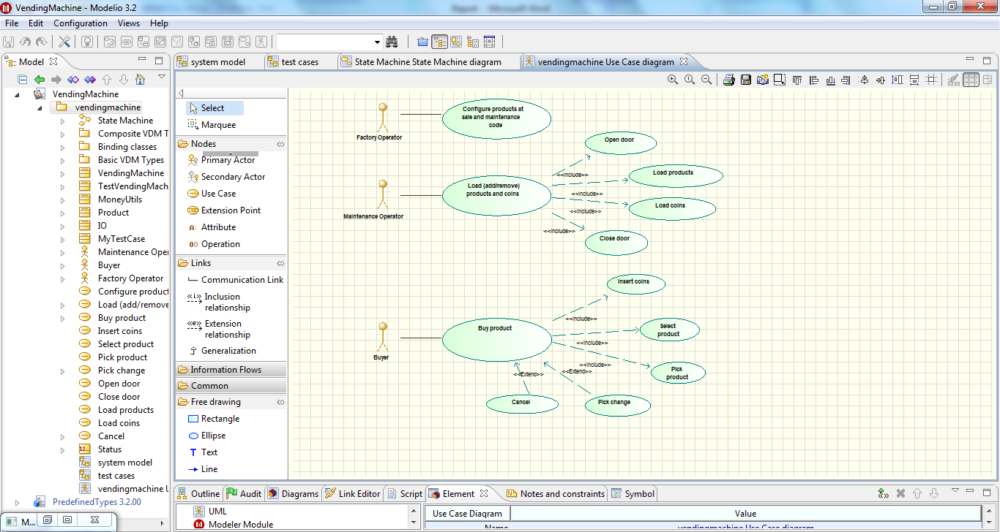 VendingMachine - Modelio 3.2
File Edit Configuration Views Help
Model
system model
test cases
State Machine State Machine diagram
vendingmachine Use Case diagram
VendingMachine
vendingmachine
State Machine
Composite VDM T
Binding classes
Basic VDM Types
VendingMachine
TestVendingMach
MoneyUtils
Product
IO
MyTestCase
Maintenance Oper
Buyer
Factory Operator
Configure product
Load (add/remove
Buy product
Insert coins
Select product
Pick product
Pick change
Open door
Close door
Load products
Load coins
Cancel
Status
system model
test cases
vendingmachine U
PredefinedTypes 3.2.00
M...
Select
Marquee
Nodes
Primary Actor
Secondary Actor
Use Case
Extension Point
Attribute
Operation
Links
Communication Link
Inclusion
relationship
Extension
relationship
Generalization
Information Flows
Common
Free drawing
Rectangle
Ellipse
Text
Line
Factory Operator
Configure products at
sale and maintenance
code
Maintenance Operator
Load (add/remove)
products and coins
Open door
<<Include>>
Load products
<<Include>>
Load coins
<<Include>>
Close door
<<Include>>
Buyer
Buy product
Insert coins
<<Include>>
Select
product
<<Include>>
Pick
product
<<Include>>
<<Extend>>
<<Extend>>
Cancel
Pick change
Outline
Audit
Diagrams
Link Editor
Script
Element
Notes and constraints
Symbol
UML
Modeler Module
Use Case Diagram
Value
Name
vendingmachine Use Case diagram